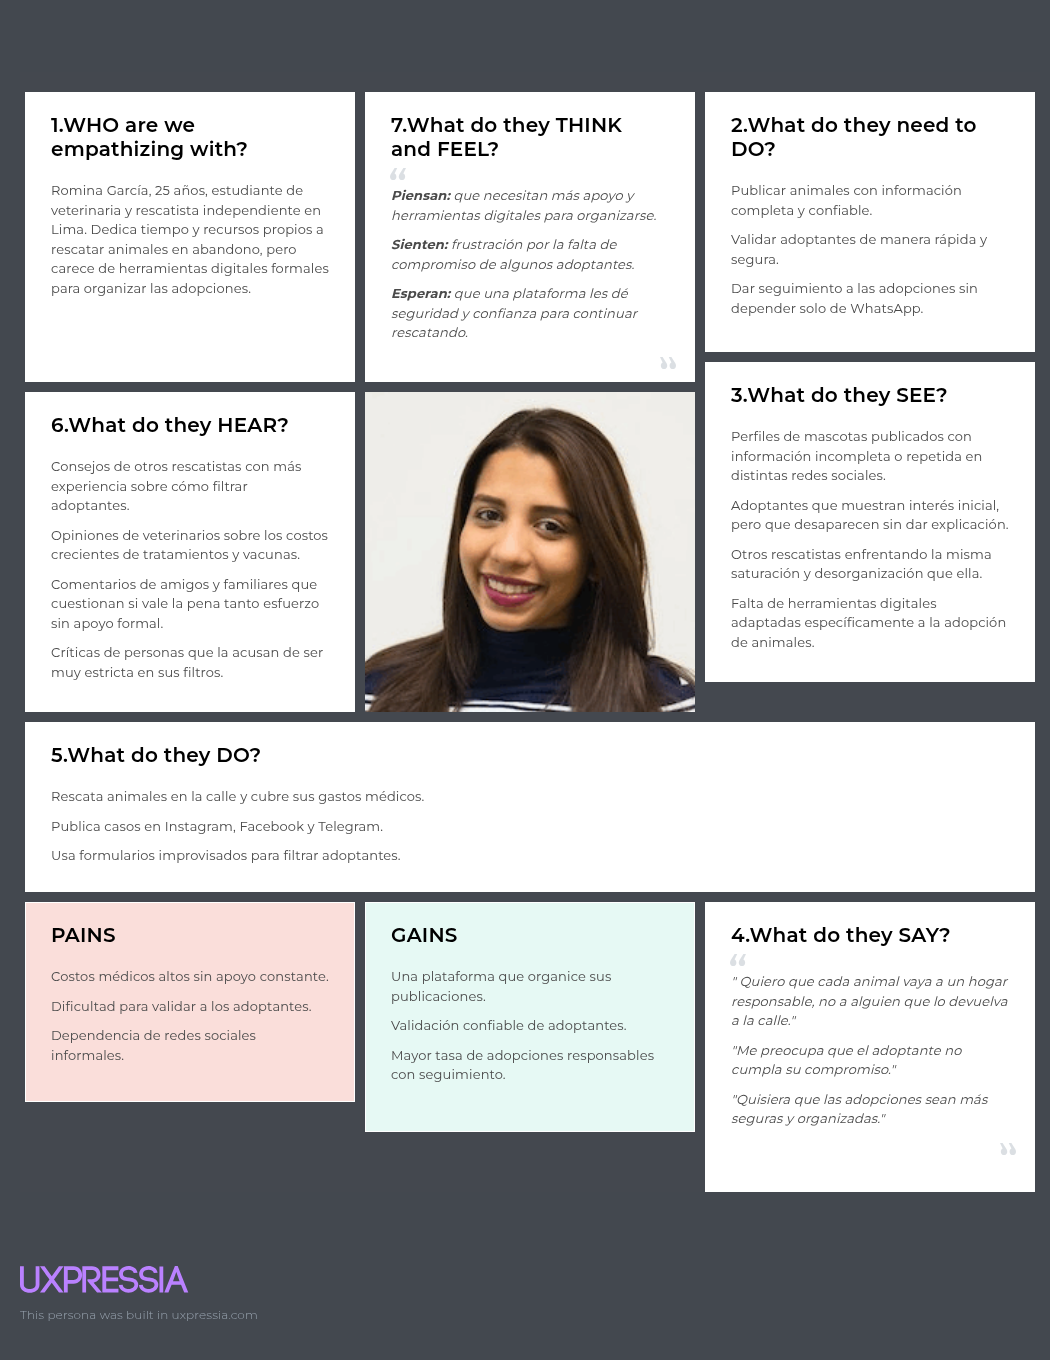 1.WHO are we
empathizing with?
Romina García, 25 años, estudiante de
veterinaria y rescatista independiente en
Lima. Dedica tiempo y recursos propios a
rescatar animales en abandono, pero
carece de herramientas digitales formales
para organizar las adopciones.
7.What do they THINK
and FEEL?
“
Piensan: que necesitan más apoyo y
herramientas digitales para organizarse.
Sienten: frustración por la falta de
compromiso de algunos adoptantes.
Esperan: que una plataforma les dé
seguridad y confianza para continuar
rescatando.
”
2.What do they need to
DO?
Publicar animales con información
completa y confiable.
Validar adoptantes de manera rápida y
segura.
Dar seguimiento a las adopciones sin
depender solo de WhatsApp.
6.What do they HEAR?
Consejos de otros rescatistas con más
experiencia sobre cómo filtrar
adoptantes.
Opiniones de veterinarios sobre los costos
crecientes de tratamientos y vacunas.
Comentarios de amigos y familiares que
cuestionan si vale la pena tanto esfuerzo
sin apoyo formal.
Críticas de personas que la acusan de ser
muy estricta en sus filtros.
3.What do they SEE?
Perfiles de mascotas publicados con
información incompleta o repetida en
distintas redes sociales.
Adoptantes que muestran interés inicial,
pero que desaparecen sin dar explicación.
Otros rescatistas enfrentando la misma
saturación y desorganización que ella.
Falta de herramientas digitales
adaptadas específicamente a la adopción
de animales.
5.What do they DO?
Rescata animales en la calle y cubre sus gastos médicos.
Publica casos en Instagram, Facebook y Telegram.
Usa formularios improvisados para filtrar adoptantes.
PAINS
Costos médicos altos sin apoyo constante.
Dificultad para validar a los adoptantes.
Dependencia de redes sociales
informales.
GAINS
Una plataforma que organice sus
publicaciones.
Validación confiable de adoptantes.
Mayor tasa de adopciones responsables
con seguimiento.
4.What do they SAY?
“
" Quiero que cada animal vaya a un hogar
responsable, no a alguien que lo devuelva
a la calle."
"Me preocupa que el adoptante no
cumpla su compromiso."
"Quisiera que las adopciones sean más
seguras y organizadas."
”
UXPRESSIA
This persona was built in uxpressia.com